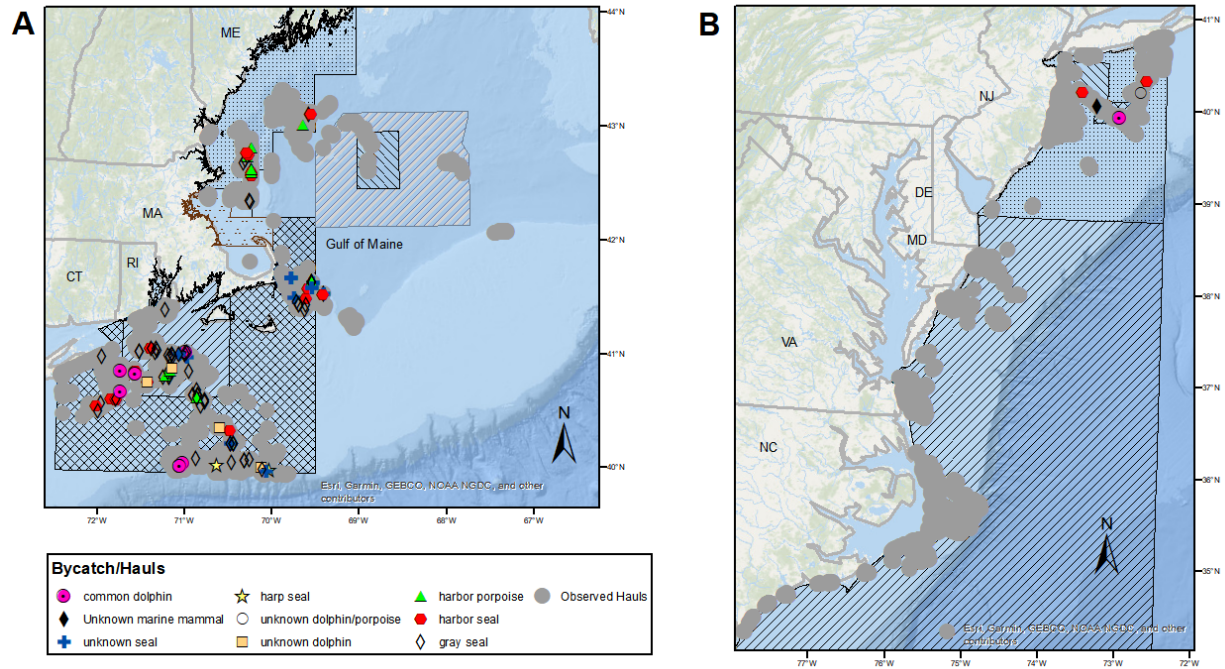 A
ME
MA
CT
RI
Gulf of Maine
N
Esri, Garmin, GEBCO, NOAA NGDC, and other
contributors
44°N
43°N
42°N
41°N
40°N
72°W 71°W 70°W 69°W 68°W 67°W
B
NJ
DE
MD
VA
NC
N
Esri, Garmin, GEBCO, NOAA NGDC, and other
contributors
41°N
40°N
39°N
38°N
37°N
36°N
35°N
77°W 76°W 75°W 74°W 73°W 72°W
Bycatch/Hauls
common dolphin harp seal harbor porpoise Observed Hauls
Unknown marine mammal unknown dolphin/porpoise harbor seal
unknown seal unknown dolphin gray seal